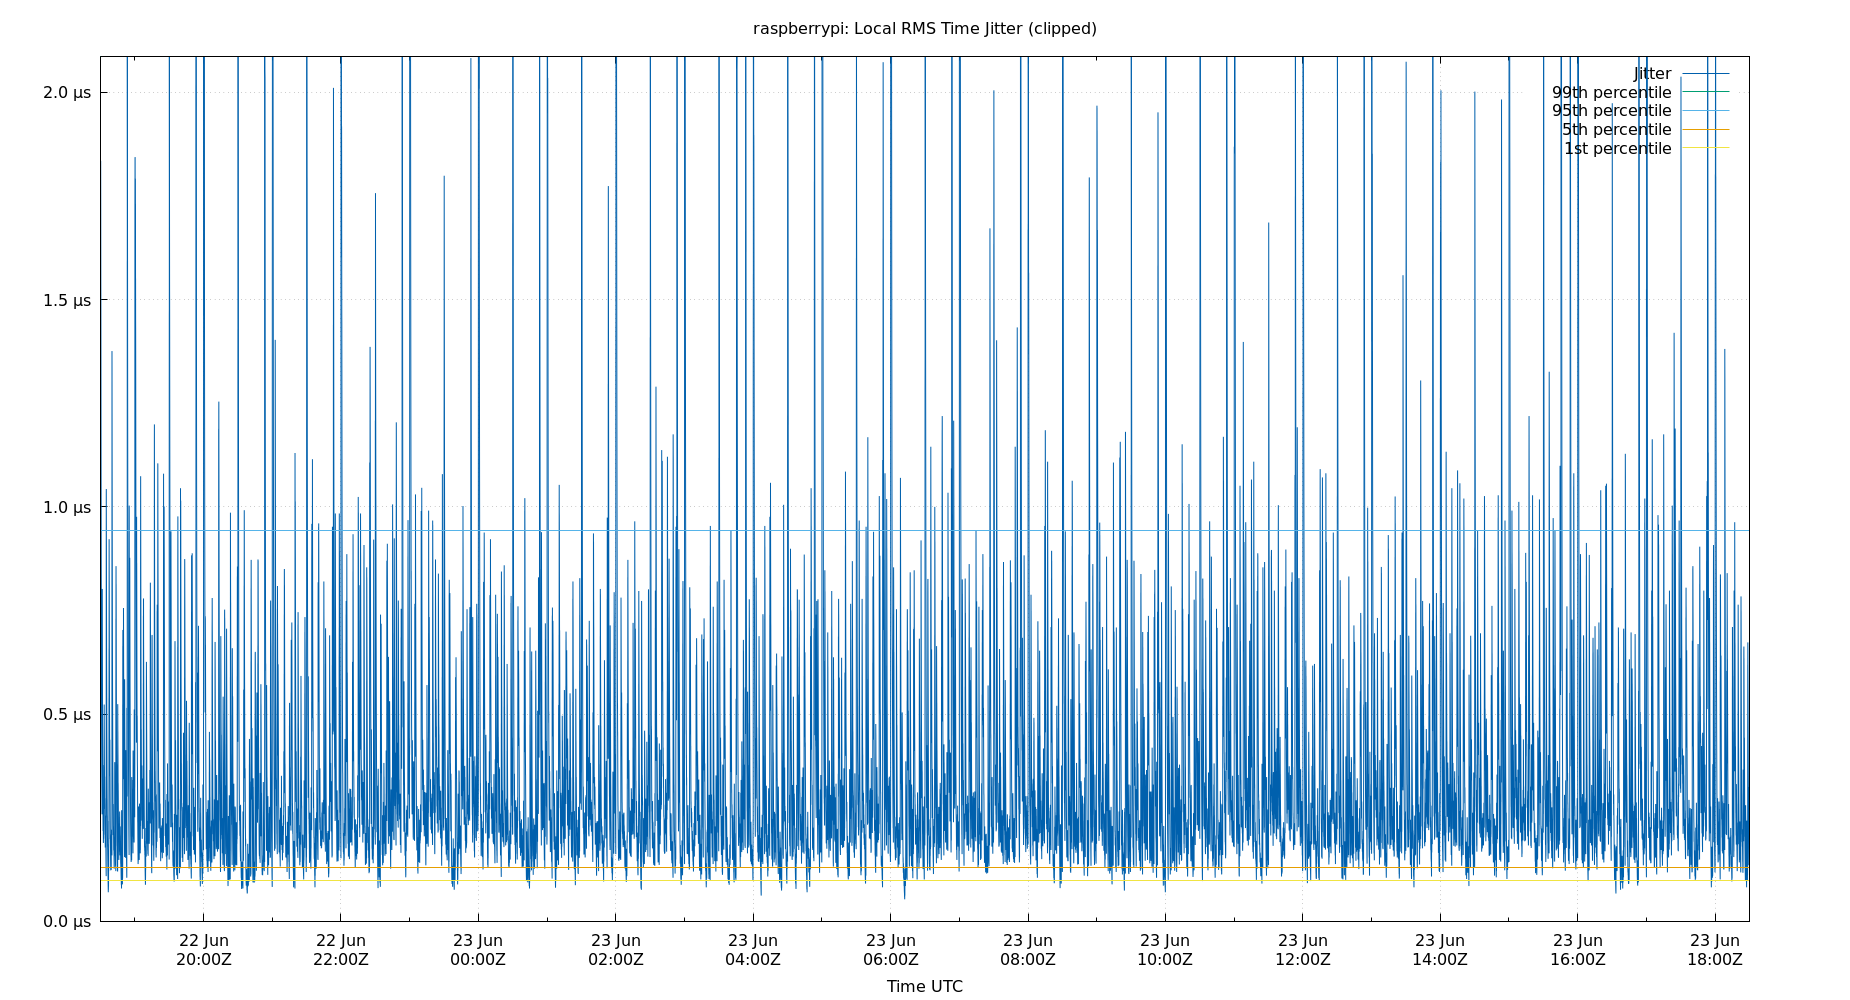 raspberrypi: Local RMS Time Jitter (clipped)
Jitter
99th percentile
95th percentile
5th percentile
1st percentile
2.0 µs
1.5 µs
1.0 µs
0.5 µs
0.0 µs
22 Jun 22 Jun 23 Jun 23 Jun 23 Jun 23 Jun 23 Jun 23 Jun 23 Jun 23 Jun 23 Jun 23 Jun
20:00Z 22:00Z 00:00Z 02:00Z 04:00Z 06:00Z 08:00Z 10:00Z 12:00Z 14:00Z 16:00Z 18:00Z
Time UTC